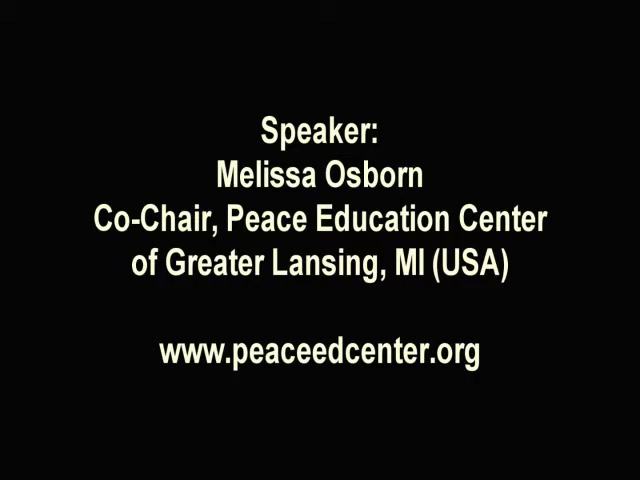 Speaker:
Melissa Osborn
Co-Chair, Peace Education Center
of Greater Lansing, MI (USA)
www.peaceedcenter.org